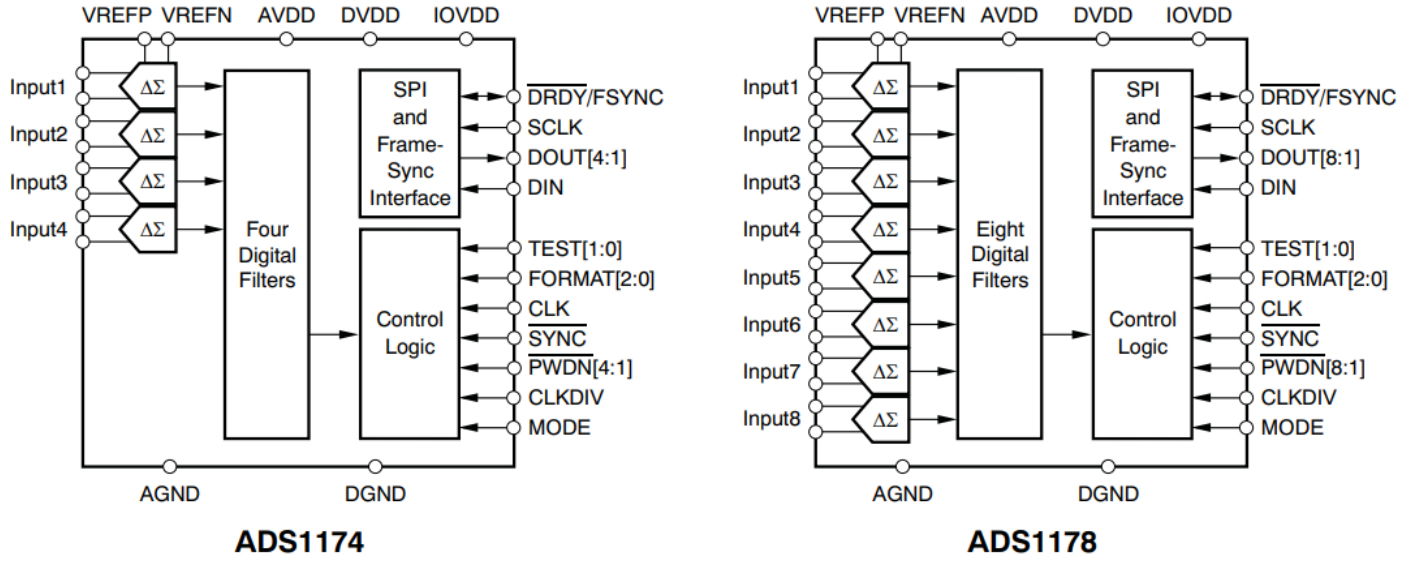 VREFP VREFN AVDD DVDD IOVDD
Input1
Input2
Input3
Input4
ΔΣ
ΔΣ
ΔΣ
ΔΣ
Four
Digital
Filters
SPI
and
Frame-
Sync
Interface
Control
Logic
DRDY/FSYNC
SCLK
DOUT[4:1]
DIN
TEST[1:0]
FORMAT[2:0]
CLK
SYNC
PWDN[4:1]
CLKDIV
MODE
AGND DGND
ADS1174
VREFP VREFN AVDD DVDD IOVDD
Input1
Input2
Input3
Input4
Input5
Input6
Input7
Input8
ΔΣ
ΔΣ
ΔΣ
ΔΣ
ΔΣ
ΔΣ
ΔΣ
ΔΣ
Eight
Digital
Filters
SPI
and
Frame-
Sync
Interface
Control
Logic
DRDY/FSYNC
SCLK
DOUT[8:1]
DIN
TEST[1:0]
FORMAT[2:0]
CLK
SYNC
PWDN[8:1]
CLKDIV
MODE
AGND DGND
ADS1178